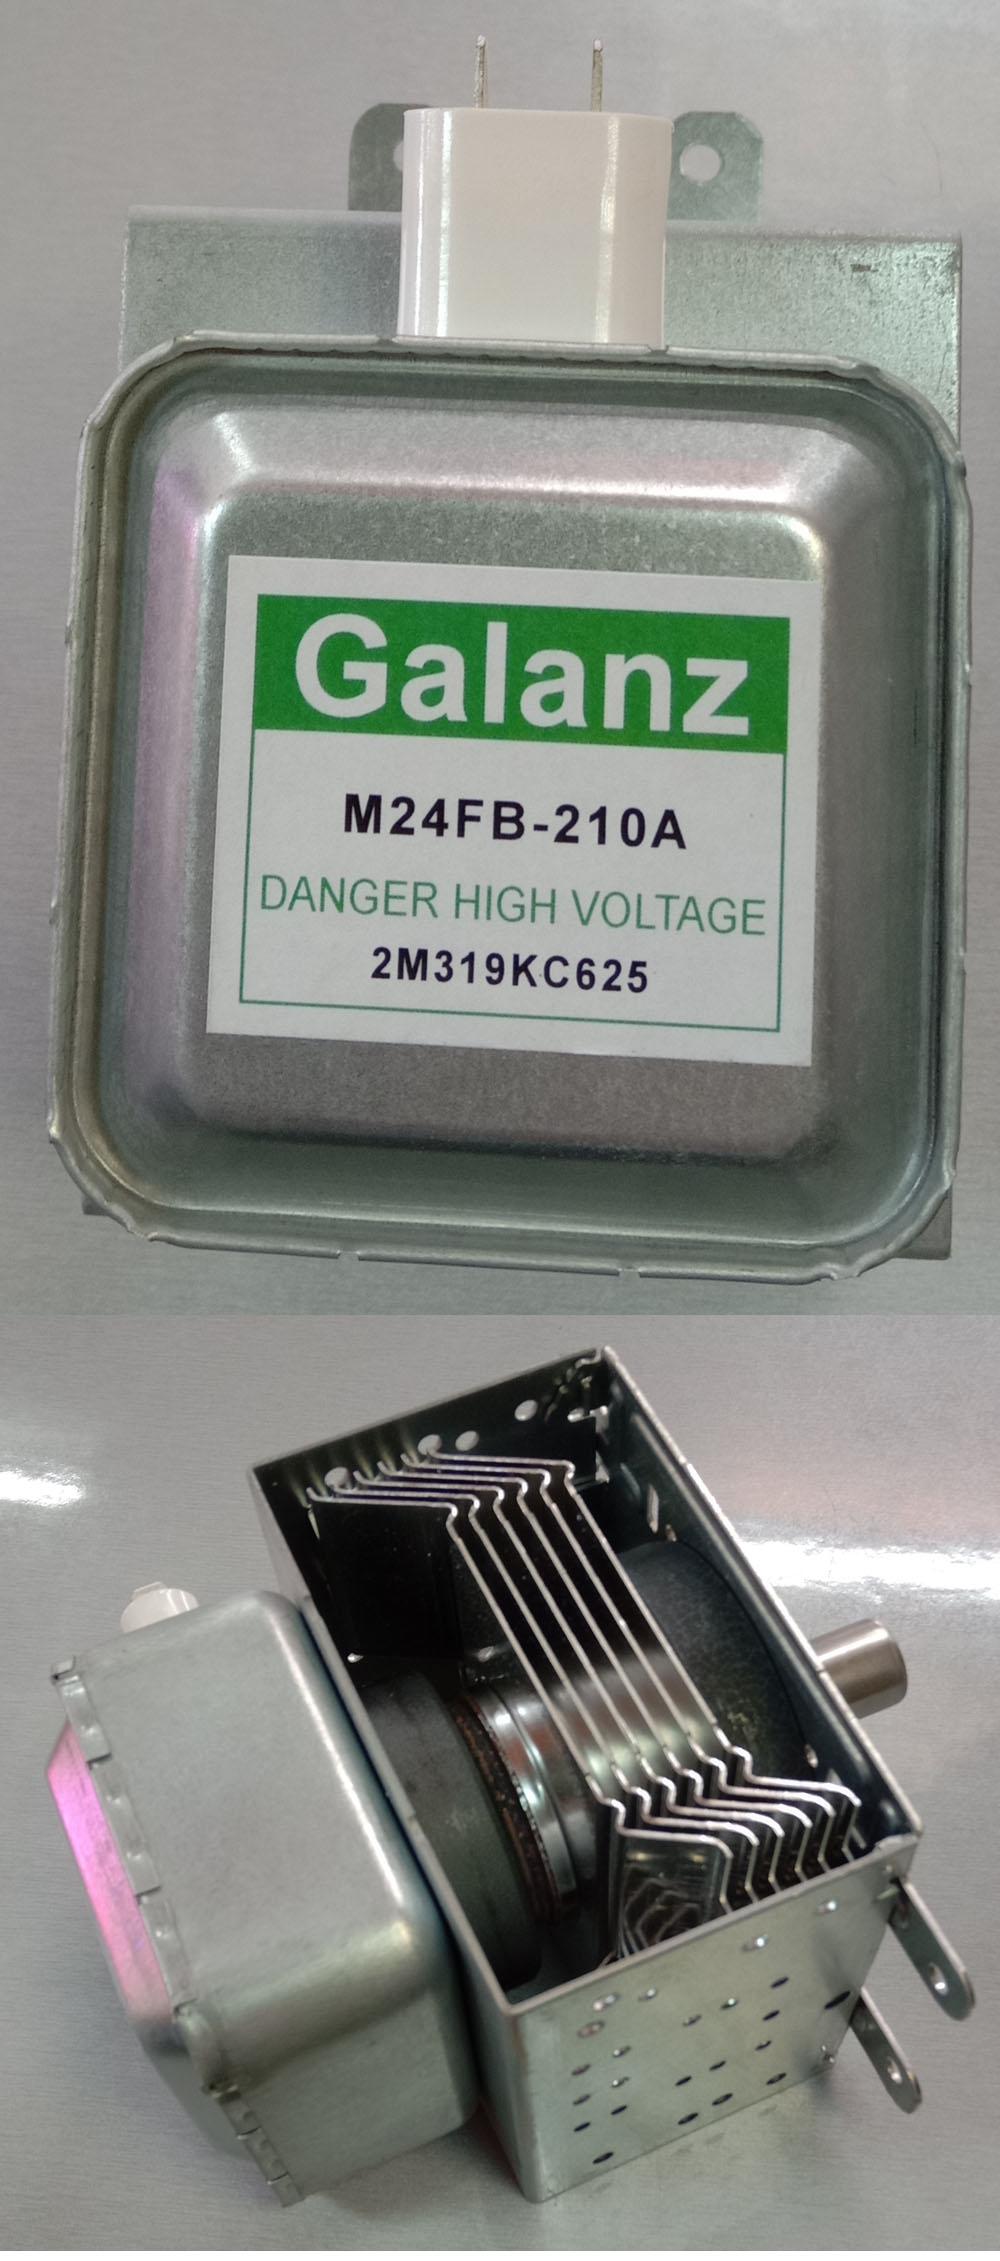 Galanz
M24FB-210A
DANGER HIGH VOLTAGE
2M319KC625